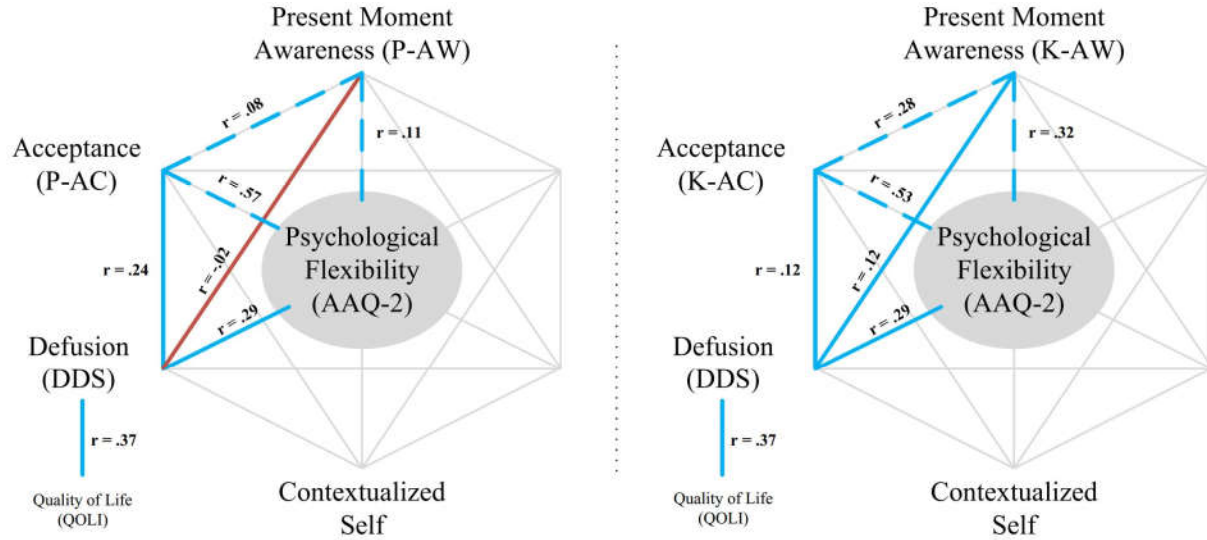 Present Moment
Awareness (P-AW)
r = .08
r = .11
Acceptance
(P-AC)
r = .57
Psychological
Flexibility
(AAQ-2)
r = .24
r = -.02
r = .29
Defusion
(DDS)
r = .37
Quality of Life
(QOLI)
Contextualized
Self
Present Moment
Awareness (K-AW)
r = .28
r = .32
Acceptance
(K-AC)
r = .53
Psychological
Flexibility
(AAQ-2)
r = .12
r = .12
r = .29
Defusion
(DDS)
r = .37
Quality of Life
(QOLI)
Contextualized
Self